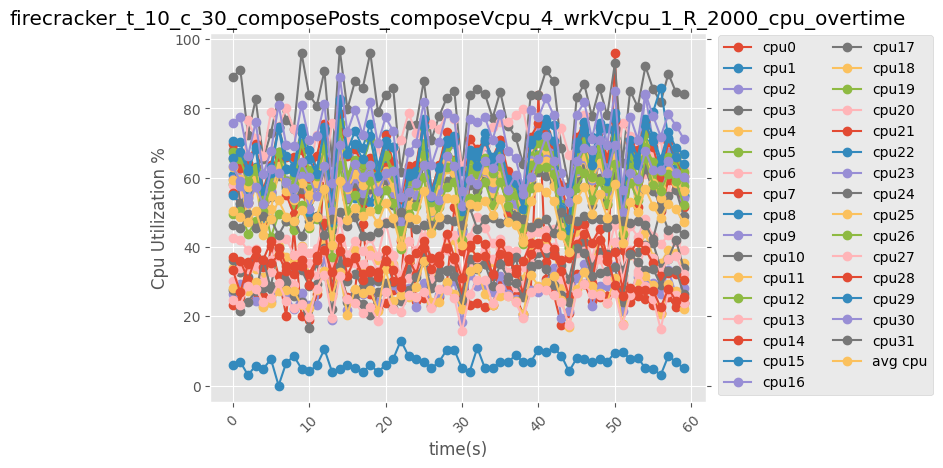 firecracker_t_10_c_30_composePosts_composeVcpu_4_wrkVcpu_1_R_2000_cpu_overtime
Cpu Utilization %
100
80
60
40
20
0
0 10 20 30 40 50 60
time(s)
cpu0
cpu1
cpu2
cpu3
cpu4
cpu5
cpu6
cpu7
cpu8
cpu9
cpu10
cpu11
cpu12
cpu13
cpu14
cpu15
cpu16
cpu17
cpu18
cpu19
cpu20
cpu21
cpu22
cpu23
cpu24
cpu25
cpu26
cpu27
cpu28
cpu29
cpu30
cpu31
avg cpu